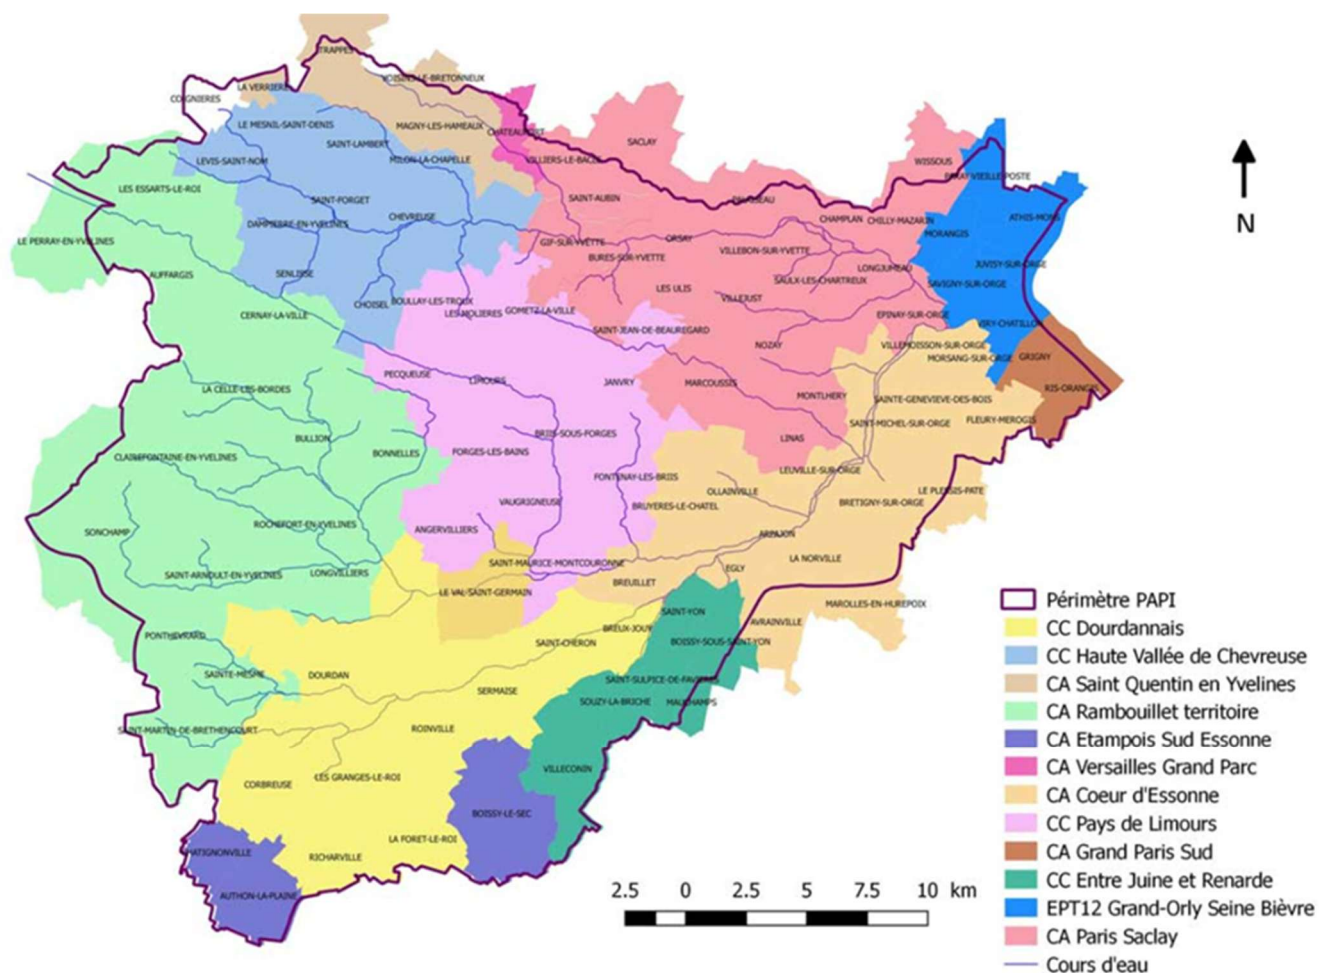 TRAPPES
VOISINS-LE-BRETONNEUX
LA VERRIERE
COIGNIERES
LE MESNIL-SAINT-DENIS
MAGNY-LES-HAMEAUX
CHATEAUFORT
SAINT-LAMBERT
SACLAY
LEVIS-SAINT-NOM
MILON-LA-CHAPELLE
VILLIERS-LE-BACLE
WISSOUS
PARAY-VIEILLE-POSTE
LES ESSARTS-LE-ROI
SAINT-FORGET
SAINT-AUBIN
PALAISEAU
DAMPIERRE-EN-YVELINES
CHEVREUSE
CHAMPLAN
CHILLY-MAZARIN
ATHIS-MONS
N
LE PERRAY-EN-YVELINES
GIF-SUR-YVETTE
ORSAY
MORANGIS
BURES-SUR-YVETTE
VILLEBON-SUR-YVETTE
AUFFARGIS
SENLISSE
LONGJUMEAU
JUVISY-SUR-ORGE
LES ULIS
SAULX-LES-CHARTREUX
SAVIGNY-SUR-ORGE
CHOISEL
BOULLAY-LES-TROUX
VILLEJUST
CERNAY-LA-VILLE
LES MOLIERES
GOMETZ-LA-VILLE
EPINAY-SUR-ORGE
VIRY-CHATILLON
SAINT-JEAN-DE-BEAUREGARD
NOZAY
VILLEMOISSON-SUR-ORGE
MORSANG-SUR-ORGE
GRIGNY
PECQUEUSE
LIMOURS
JANVRY
MARCOUSSIS
RIS-ORANGIS
LA CELLE-LES-BORDES
MONTLHERY
SAINTE-GENEVIEVE-DES-BOIS
SAINT-MICHEL-SUR-ORGE
FLEURY-MEROGIS
BULLION
BRIIS-SOUS-FORGES
LINAS
CLAIREFONTAINE-EN-YVELINES
BONNELLES
FORGES-LES-BAINS
LEUVILLE-SUR-ORGE
FONTENAY-LES-BRIIS
OLLAINVILLE
LE PLESSIS-PATE
VAUGRIGNEUSE
BRUYERES-LE-CHATEL
BRETIGNY-SUR-ORGE
ROCHEFORT-EN-YVELINES
ANGERVILLIERS
SONCHAMP
ARPAJON
SAINT-MAURICE-MONTCOURONNE
LA NORVILLE
SAINT-ARNOULT-EN-YVELINES
LONGVILLIERS
EGLY
BREUILLET
LE VAL-SAINT-GERMAIN
MAROLLES-EN-HUREPOIX
SAINT-YON
AVRAINVILLE
PONTHEVRARD
BREUX-JOUY
SAINT-CHERON
BOISSY-SOUS-SAINT-YON
SAINTE-MESME
DOURDAN
SAINT-SULPICE-DE-FAVIERES
SERMAISE
SOUZY-LA-BRICHE
MAUCHAMPS
SAINT-MARTIN-DE-BRETHENCOURT
ROINVILLE
VILLECONIN
CORBREUSE
LES GRANGES-LE-ROI
BOISSY-LE-SEC
LA FORET-LE-ROI
CHATIGNONVILLE
RICHARVILLE
AUTHON-LA-PLAINE
2.5 0 2.5 5 7.5 10 km
Périmètre PAPI
CC Dourdannais
CC Haute Vallée de Chevreuse
CA Saint Quentin en Yvelines
CA Rambouillet territoire
CA Etampois Sud Essonne
CA Versailles Grand Parc
CA Coeur d'Essonne
CC Pays de Limours
CA Grand Paris Sud
CC Entre Juine et Renarde
EPT12 Grand-Orly Seine Bièvre
CA Paris Saclay
Cours d'eau